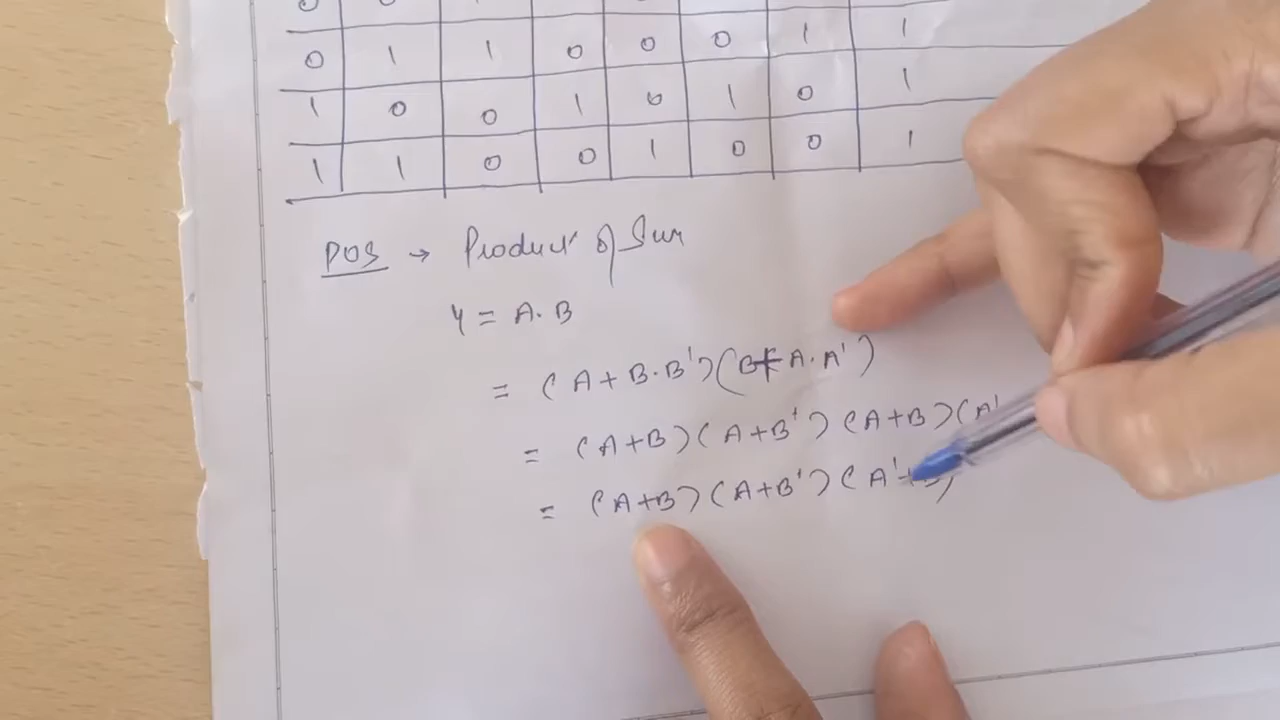 0 1 1 0 0 0 1 1
1 0 0 1 0 1 0 1
1 1 0 0 1 0 0 1
POS → Product of Sum
Y = A. B
= (A + B.B') (B + A. A')
= (A+B) (A+B') (A+B) (A'
= (A+B) (A+B') (A'+B)